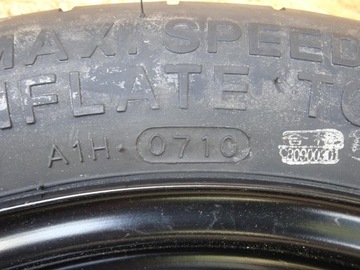 MAX. SPEED
INFLATE TO
A1H 0710